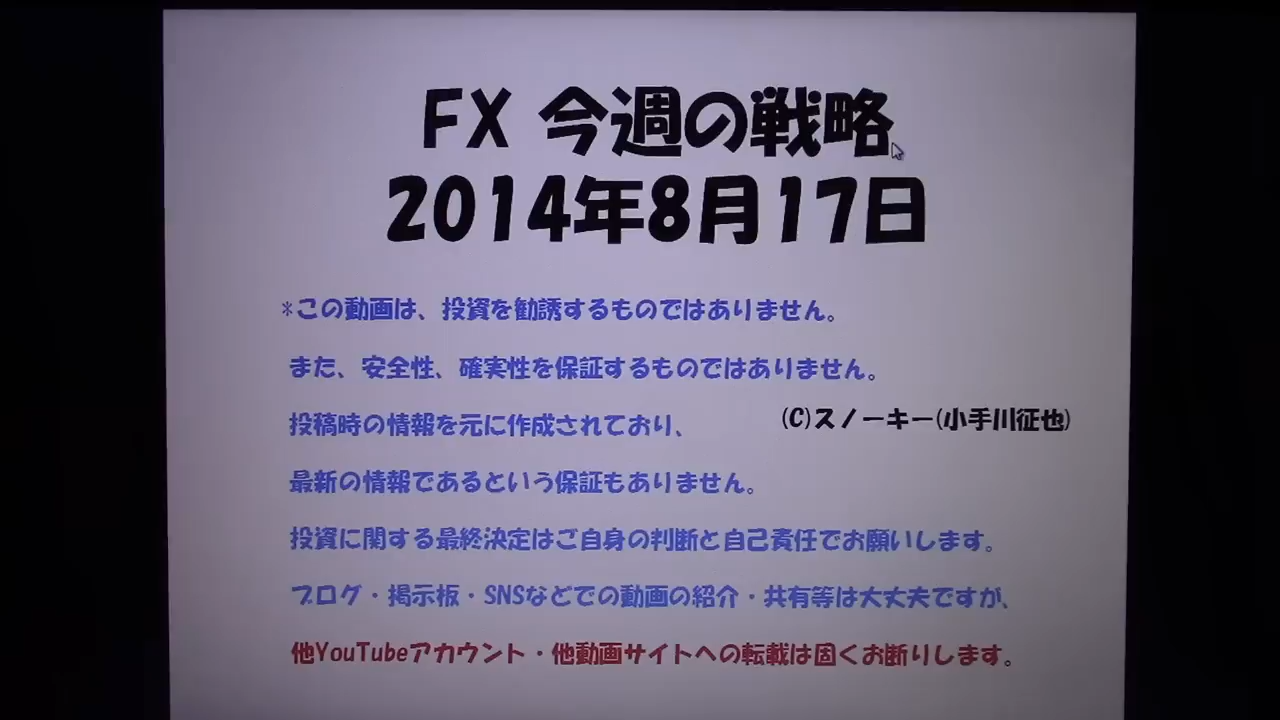 FX 今週の戦略
2014年8月17日
*この動画は、投資を勧誘するものではありません。
また、安全性、確実性を保証するものではありません。
(C)スノーキー(小手川征也)
投稿時の情報を元に作成されており、
最新の情報であるという保証もありません。
投資に関する最終決定はご自身の判断と自己責任でお願いします。
ブログ・掲示板・SNSなどでの動画の紹介・共有等は大丈夫ですが、
他YouTubeアカウント・他動画サイトへの転載は固くお断りします。